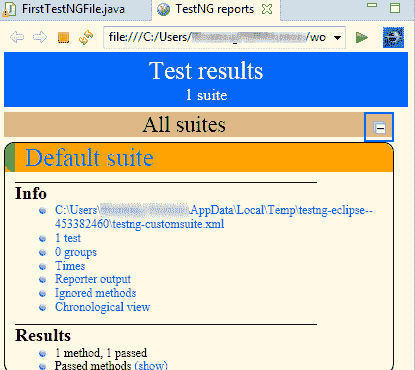 FirstTestNGFile.java
TestNG reports
file:///C:/Users/ /wo
Test results
1 suite
All suites
Default suite
Info
C:\Users\ AppData\Local\Temp\testng-eclipse--
453382460\testng-customsuite.xml
1 test
0 groups
Times
Reporter output
Ignored methods
Chronological view
Results
1 method, 1 passed
Passed methods (show)